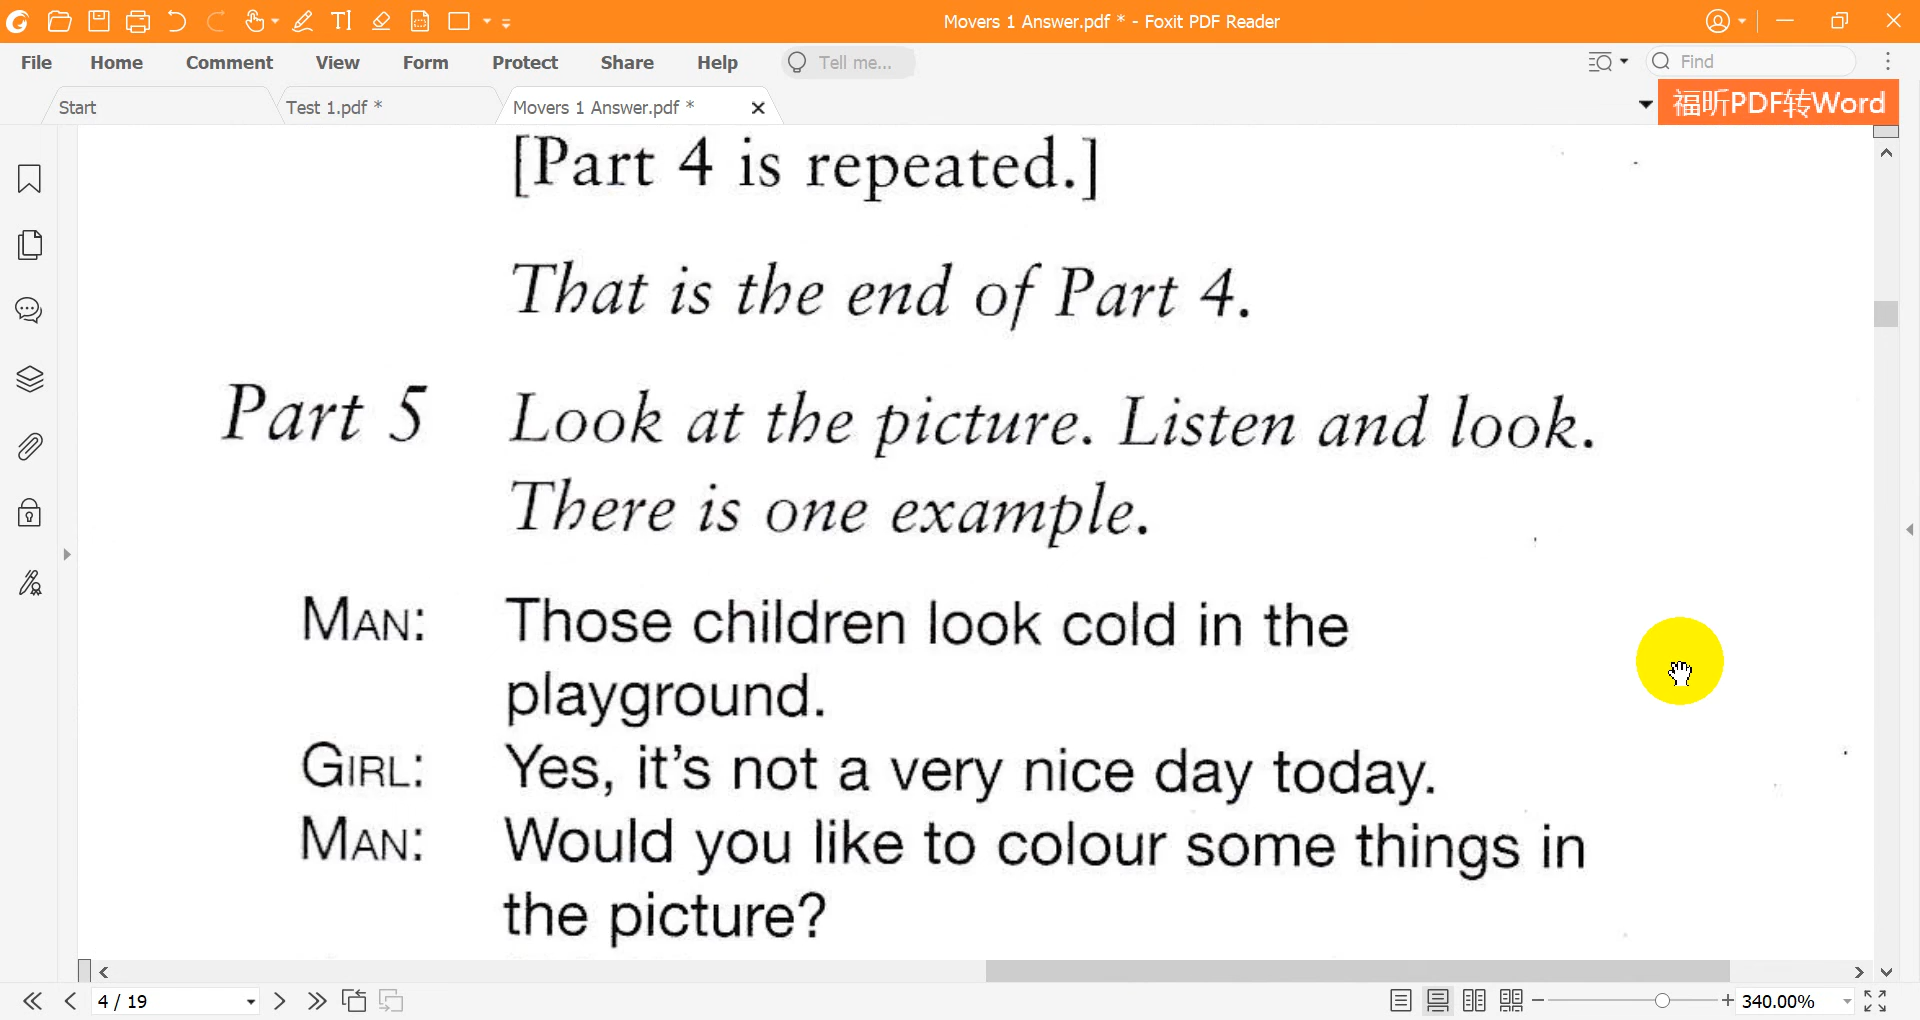 Movers 1 Answer.pdf * - Foxit PDF Reader
File Home Comment View Form Protect Share Help Tell me... Find
Start Test 1.pdf * Movers 1 Answer.pdf * 福昕PDF转Word
[Part 4 is repeated.]
That is the end of Part 4.
Part 5 Look at the picture. Listen and look.
There is one example.
MAN: Those children look cold in the
playground.
GIRL: Yes, it's not a very nice day today.
MAN: Would you like to colour some things in
the picture?
4 / 19 340.00%